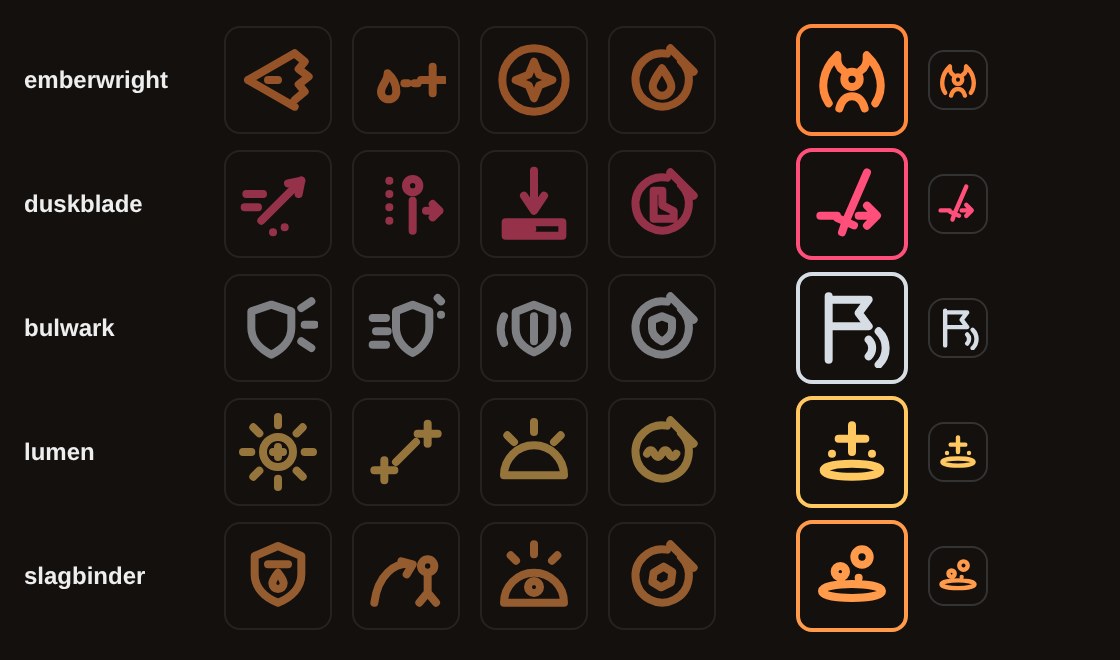 emberwright
duskblade
bulwark
lumen
slagbinder